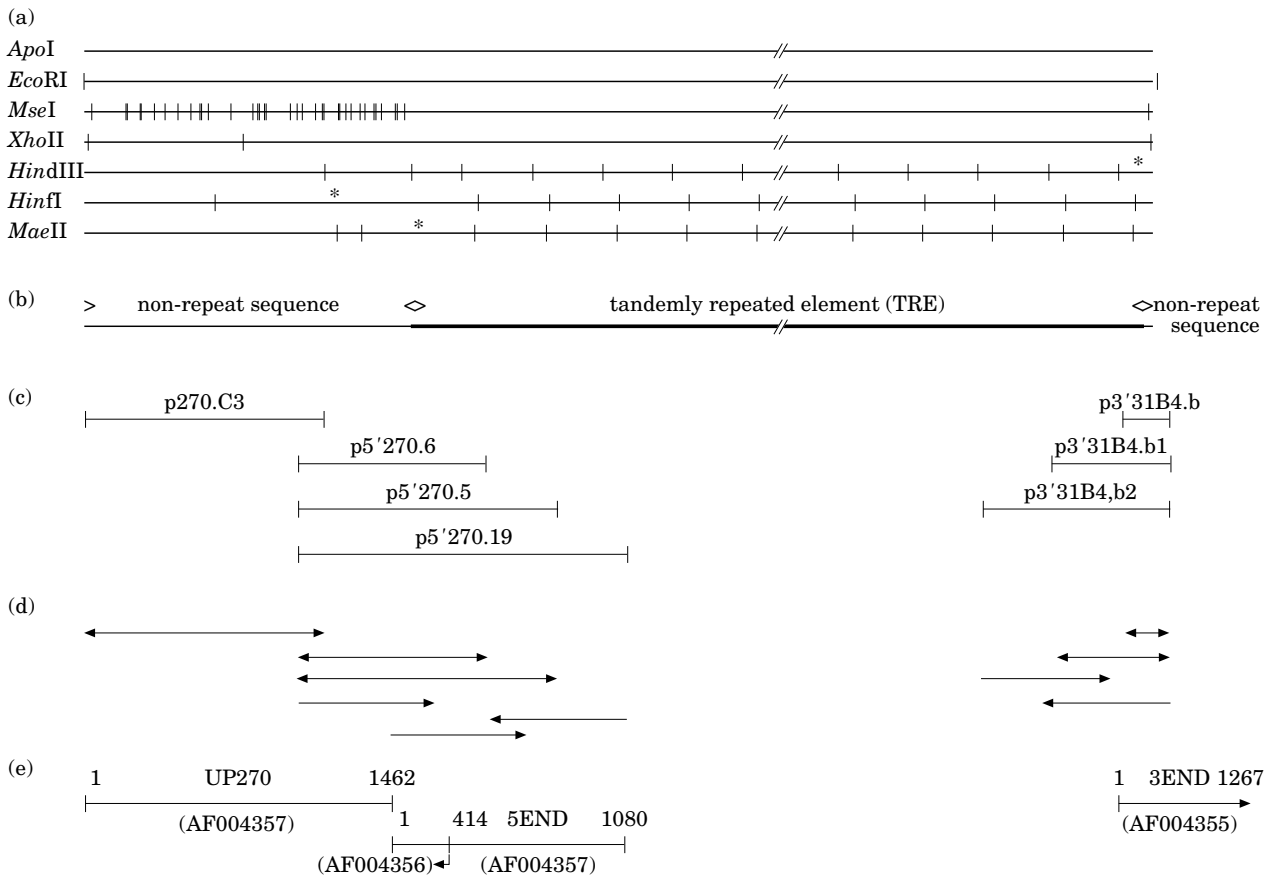 (a)
ApoI
EcoRI
MseI
XhoII
HindIII
*
HinfI
*
MaeII
*
(b)
> non-repeat sequence <> tandemly repeated element (TRE) <>non-repeat
sequence
(c)
p270.C3
p3′31B4.b
p5′270.6
p3′31B4.b1
p5′270.5
p3′31B4,b2
p5′270.19
(d)
(e)
1 UP270 1462
1 3END 1267
(AF004357)
1 414 5END 1080
(AF004355)
(AF004356)
(AF004357)